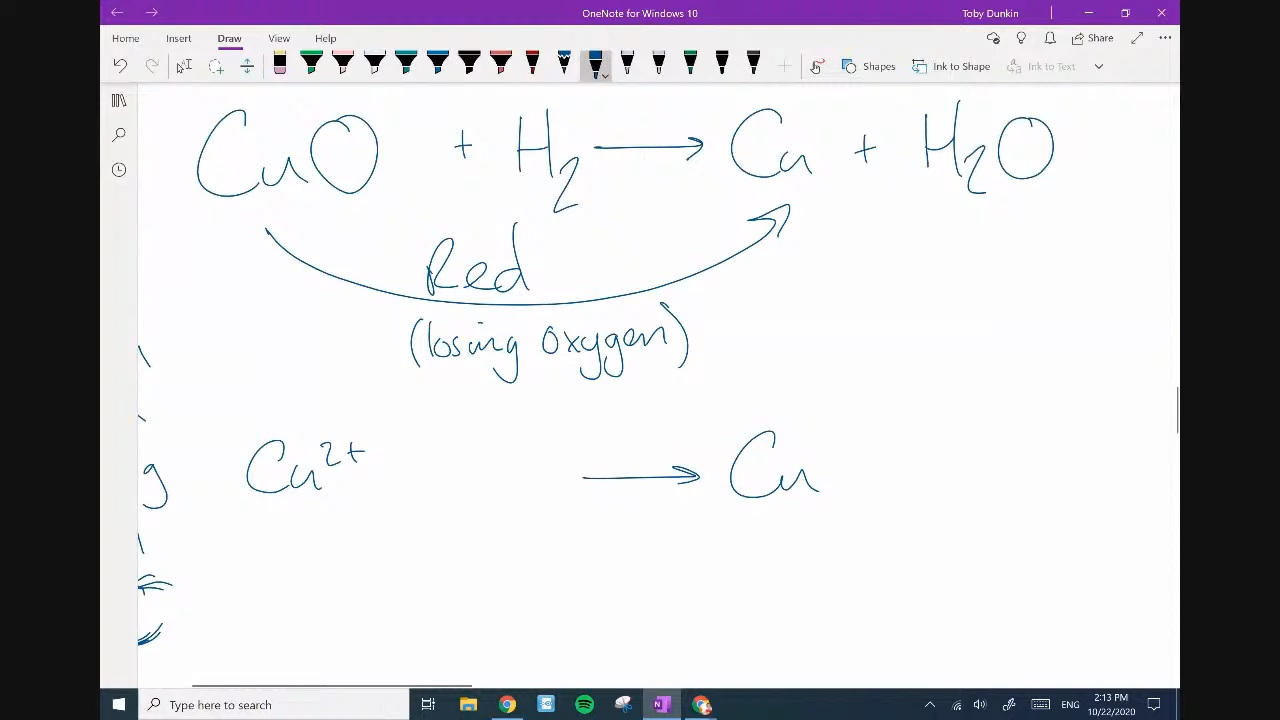 OneNote for Windows 10
Toby Dunkin
Home Insert Draw View Help
Share
Shapes Ink to Shape Ink to Text
CuO + H2 → Cu + H2O
Red
(losing oxygen)
Cu2+ → Cu
g
Type here to search
ENG
2:13 PM
10/22/2020